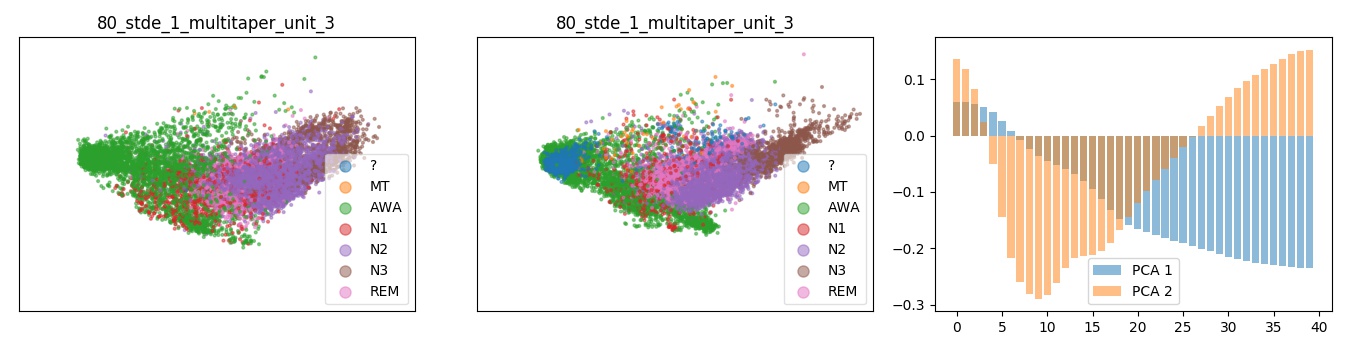 80_stde_1_multitaper_unit_3
?
MT
AWA
N1
N2
N3
REM
80_stde_1_multitaper_unit_3
?
MT
AWA
N1
N2
N3
REM
0.1
0.0
−0.1
−0.2
−0.3
PCA 1
PCA 2
0 5 10 15 20 25 30 35 40